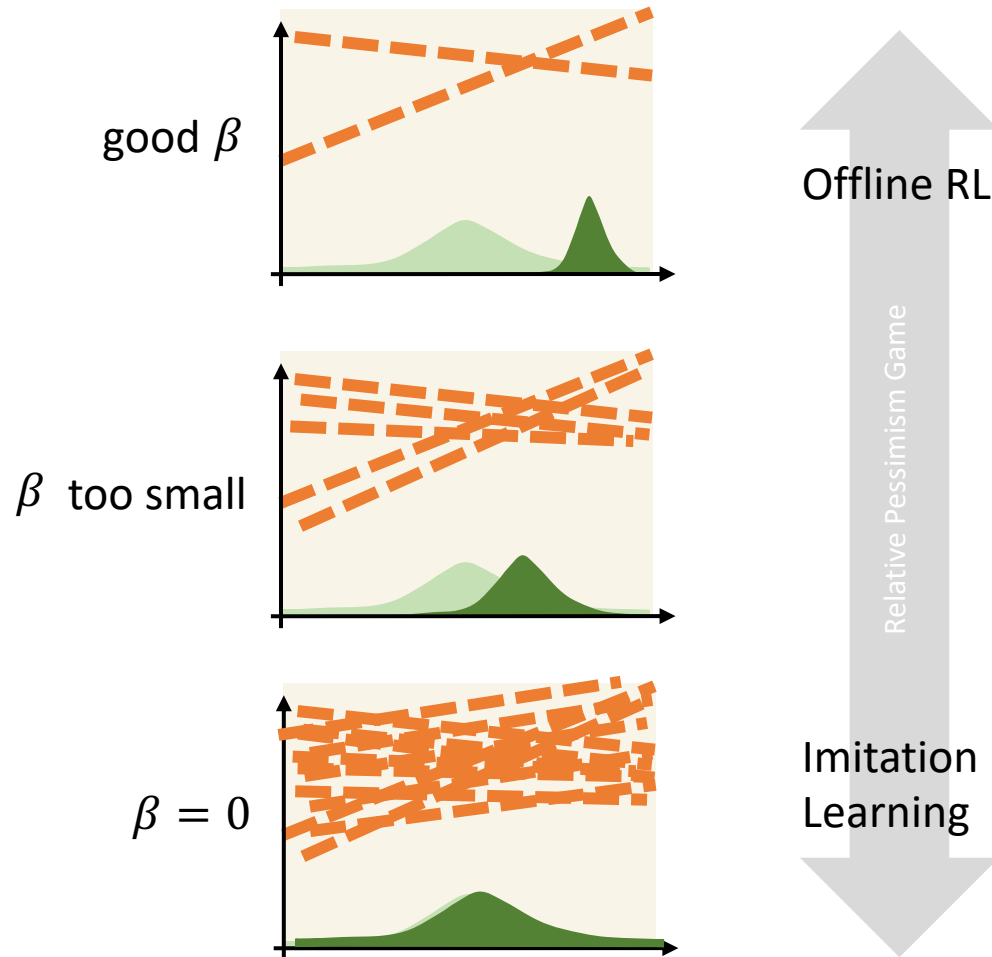 good β
Offline RL
Relative Pessimism Game
β too small
Imitation
Learning
β = 0